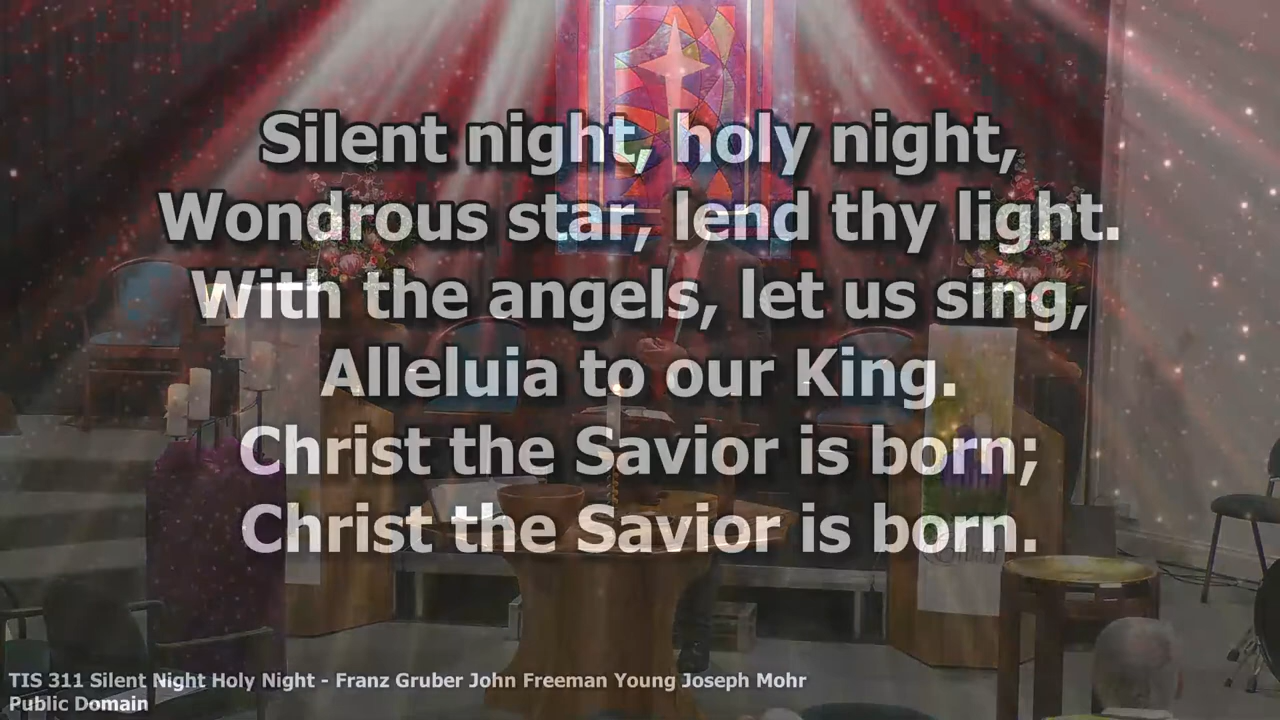 Silent night, holy night,
Wondrous star, lend thy light.
With the angels, let us sing,
Alleluia to our King.
Christ the Savior is born;
Christ the Savior is born.
TIS 311 Silent Night Holy Night - Franz Gruber John Freeman Young Joseph Mohr
Public Domain